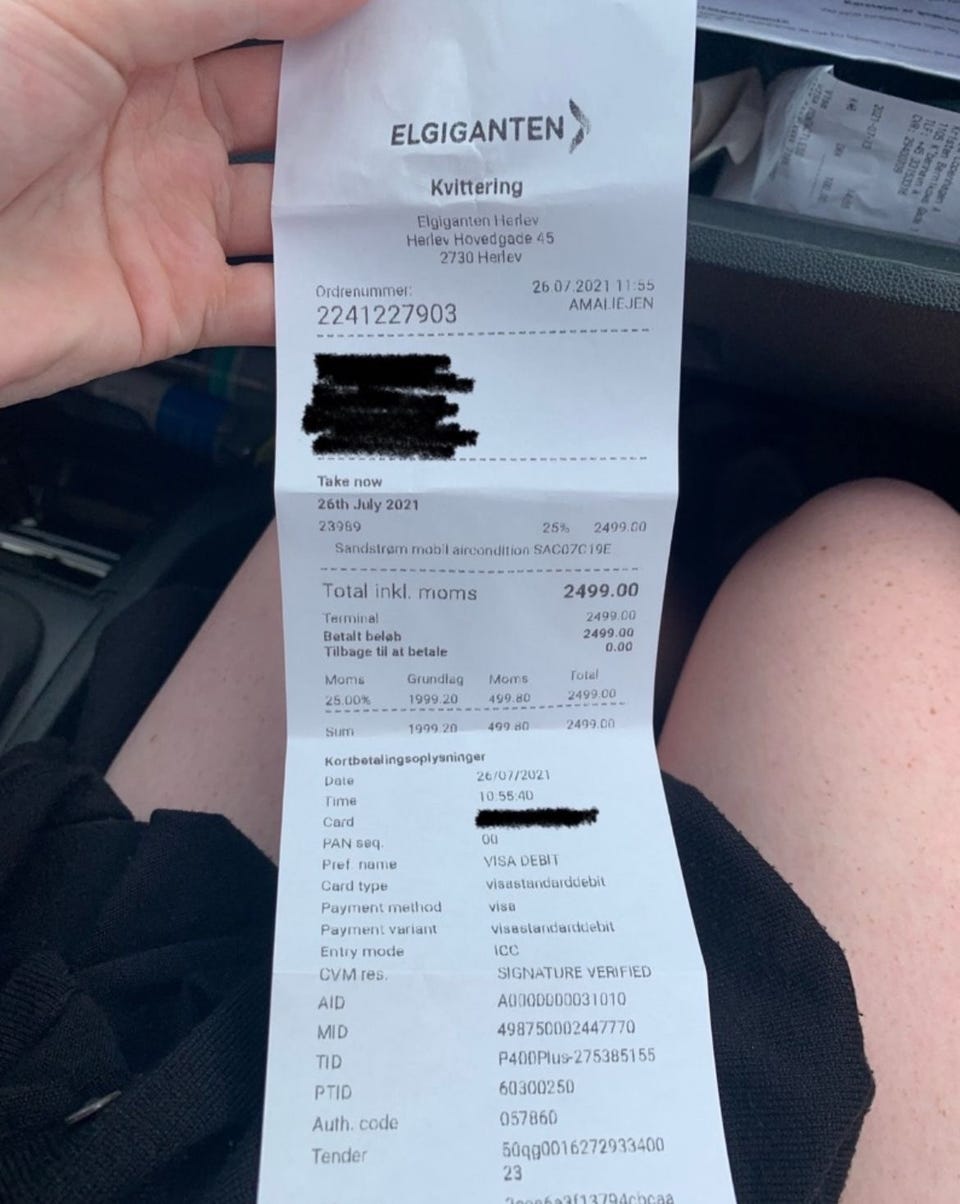 ELGIGANTEN
Kvittering
Elgiganten Herlev
Herlev Hovedgade 45
2730 Herlev
Ordrenummer: 26.07.2021 11:55
2241227903 AMALIEJEN
Take now
26th July 2021
23989 25% 2499.00
Sandstrøm mobil aircondition SAC07C19E
Total inkl. moms 2499.00
Terminal 2499.00
Betalt beløb 2499.00
Tilbage til at betale 0.00
Moms Grundlag Moms Total
25.00% 1999.20 499.80 2499.00
Sum 1999.20 499.80 2499.00
Kortbetalingsoplysninger
Date 26/07/2021
Time 10:55:40
Card
PAN seq. 00
Pref. name VISA DEBIT
Card type visastandarddebit
Payment method visa
Payment variant visastandarddebit
Entry mode ICC
CVM res. SIGNATURE VERIFIED
AID A0000000031010
MID 498750002447770
TID P400Plus-275385155
PTID 60300250
Auth. code 057860
Tender 50qg0016272933400
23